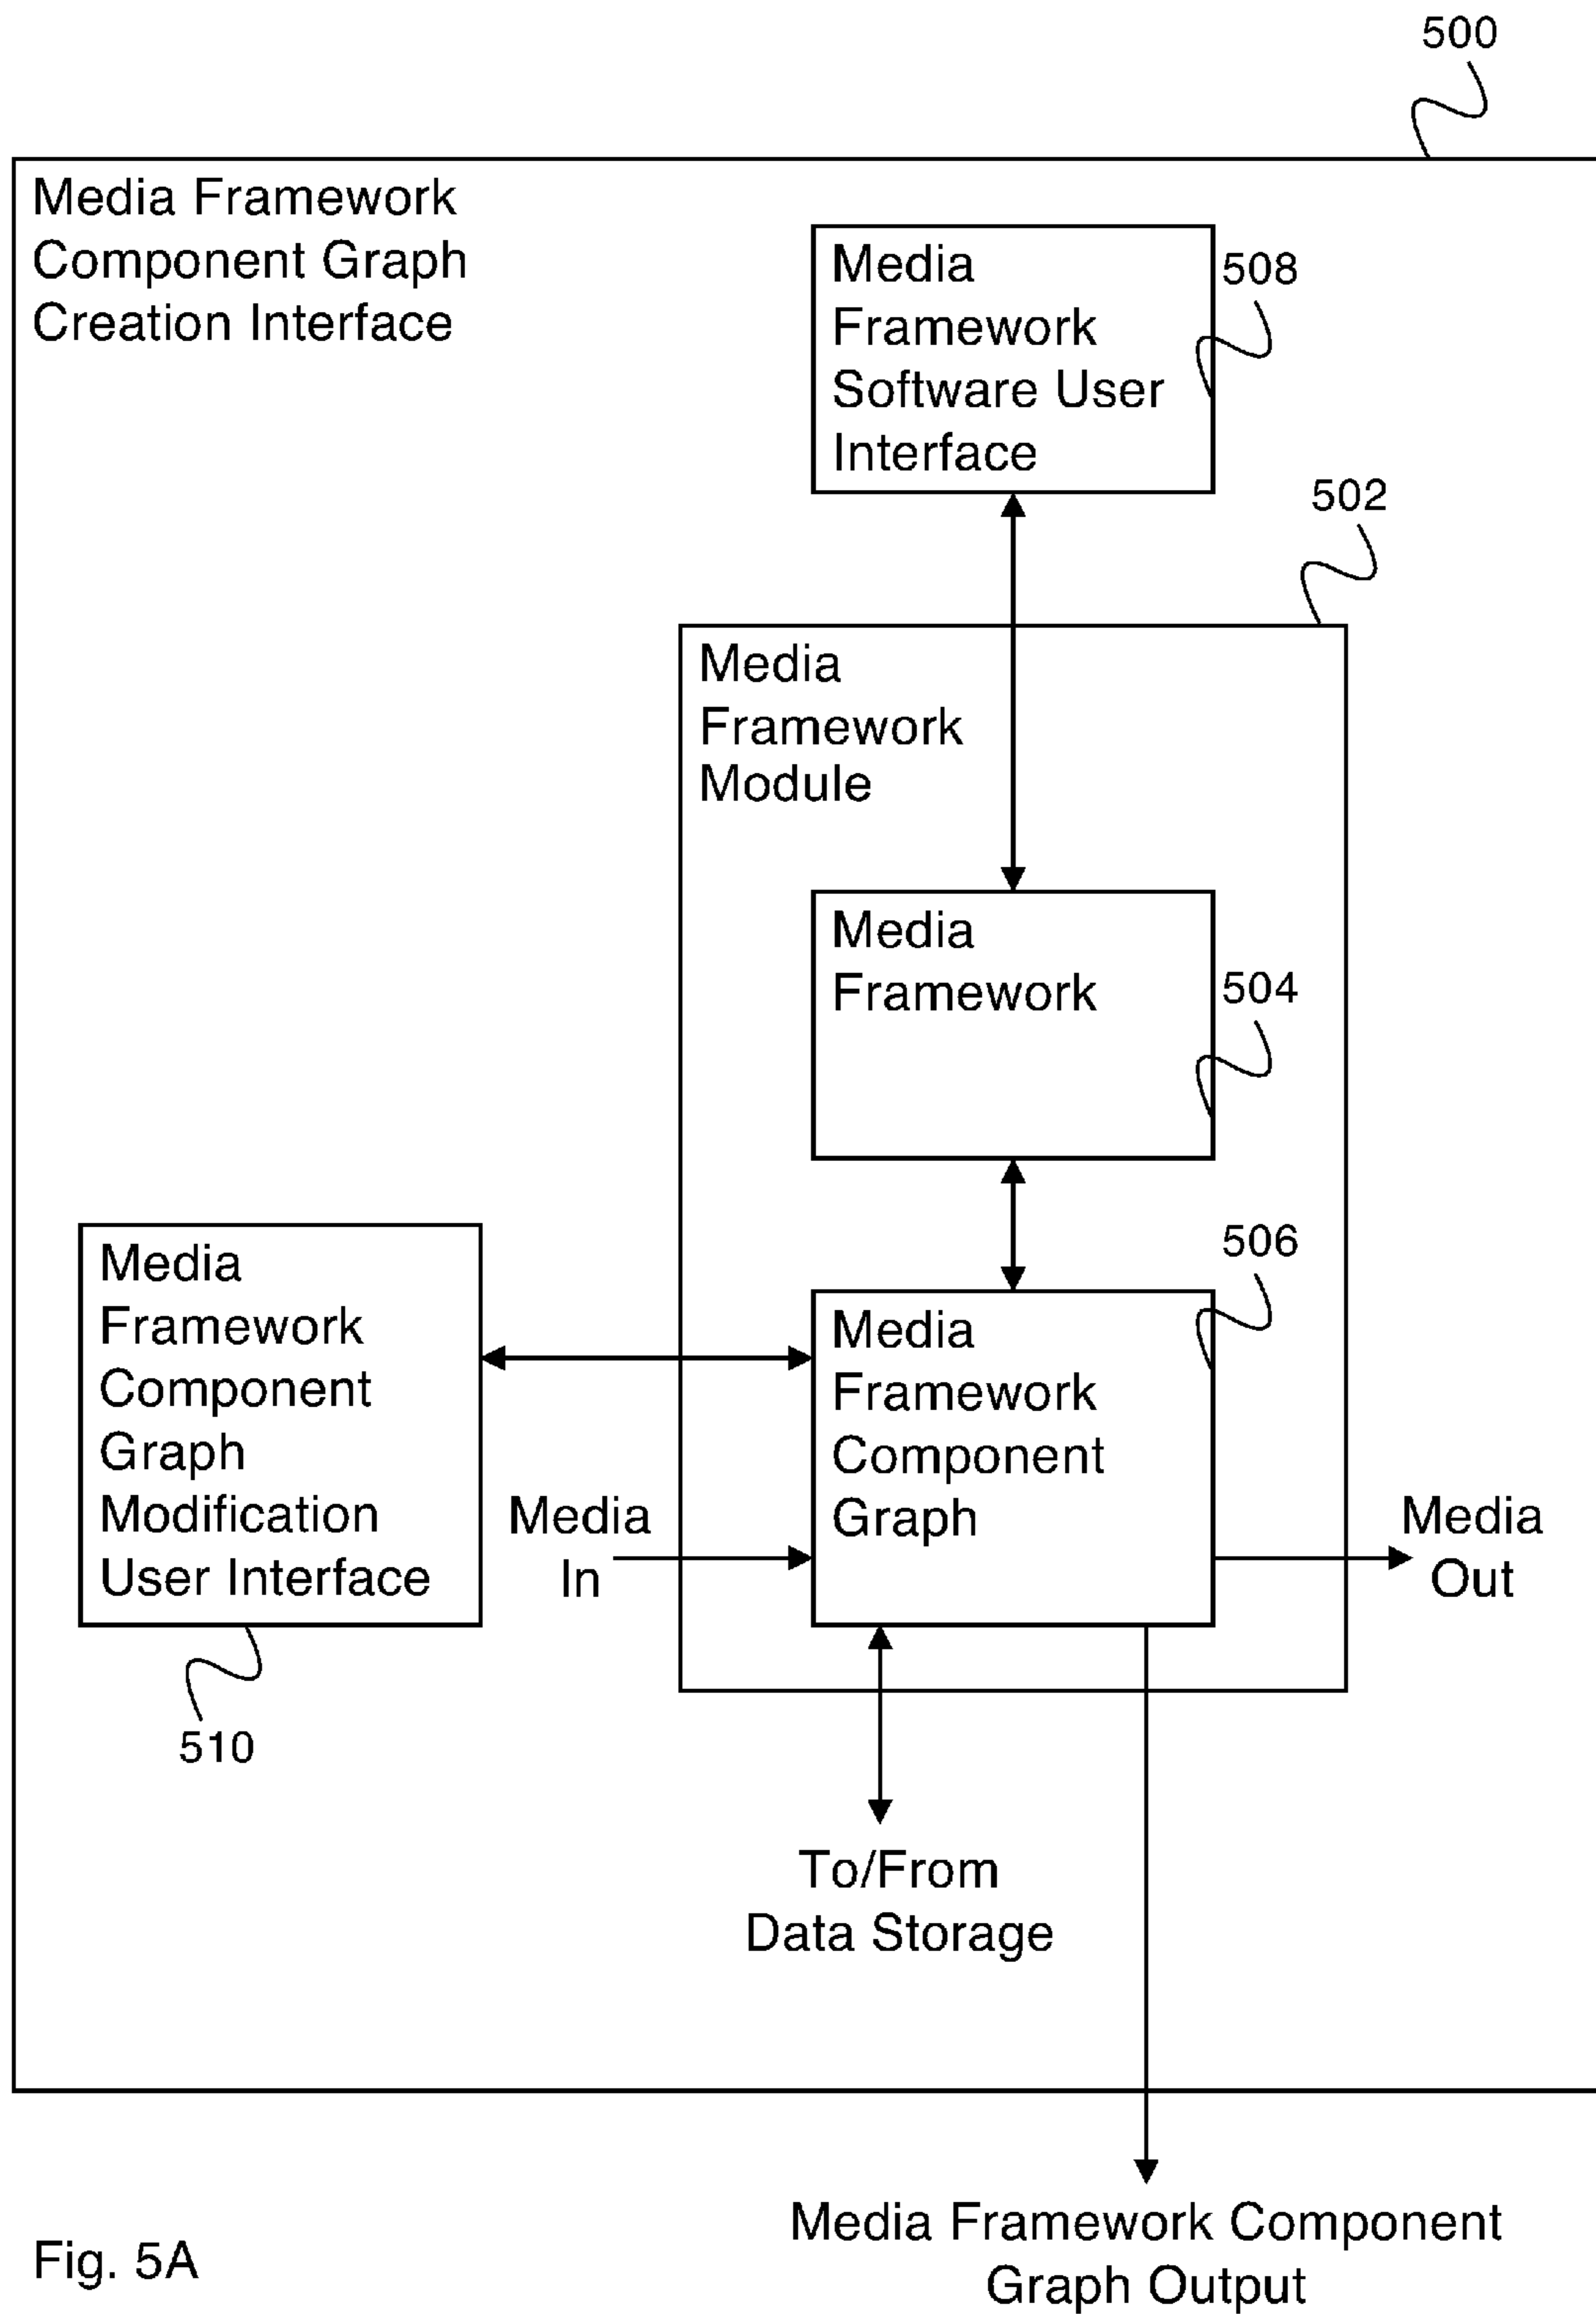 500
Media Framework
Component Graph
Creation Interface
Media
Framework
Software User
Interface
508
502
Media
Framework
Module
Media
Framework
504
Media
Framework
Component
Graph
Modification
User Interface
510
506
Media
Framework
Component
Graph
Media
In
Media
Out
To/From
Data Storage
Media Framework Component
Graph Output
Fig. 5A